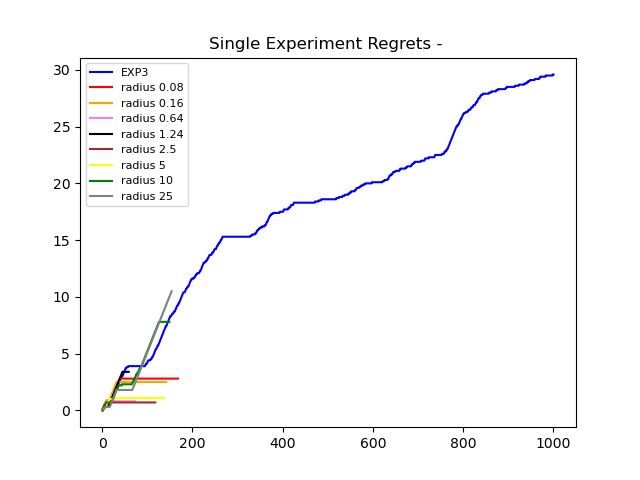 Single Experiment Regrets -
EXP3
radius 0.08
radius 0.16
radius 0.64
radius 1.24
radius 2.5
radius 5
radius 10
radius 25
30
25
20
15
10
5
0
0 200 400 600 800 1000